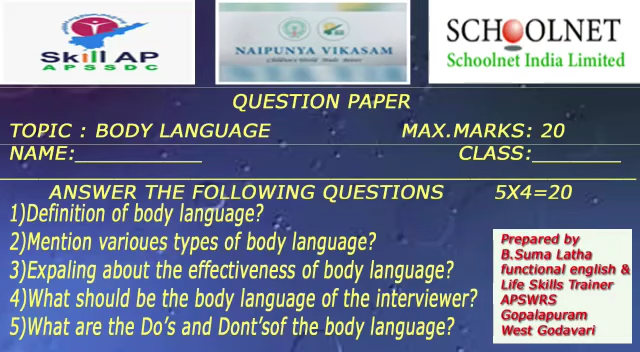 Skill AP
APSSDC
NAIPUNYA VIKASAM
SCHOOLNET
Schoolnet India Limited
QUESTION PAPER
TOPIC : BODY LANGUAGE MAX.MARKS: 20
NAME:____________ CLASS:________
ANSWER THE FOLLOWING QUESTIONS 5X4=20
1)Definition of body language?
2)Mention varioues types of body language?
3)Expaling about the effectiveness of body language?
4)What should be the body language of the interviewer?
5)What are the Do's and Dont'sof the body language?
Prepared by
B.Suma Latha
functional english &
Life Skills Trainer
APSWRS
Gopalapuram
West Godavari